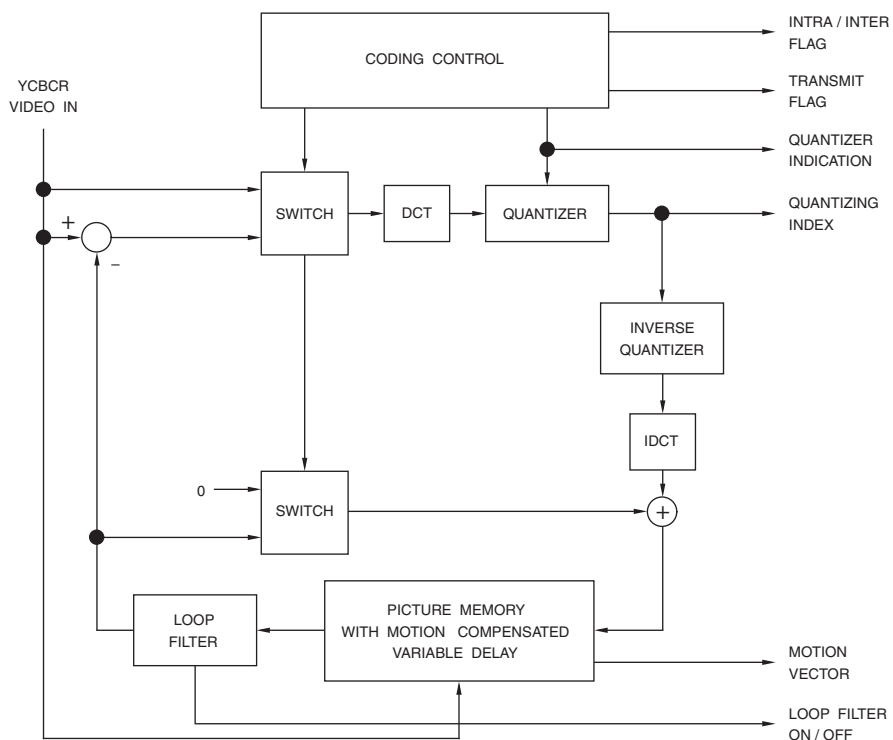 INTRA / INTER
FLAG
CODING CONTROL
TRANSMIT
FLAG
YCBCR
VIDEO IN
QUANTIZER
INDICATION
SWITCH
DCT
QUANTIZER
QUANTIZING
INDEX
+
–
INVERSE
QUANTIZER
IDCT
0
SWITCH
+
LOOP
FILTER
PICTURE MEMORY
WITH MOTION COMPENSATED
VARIABLE DELAY
MOTION
VECTOR
LOOP FILTER
ON / OFF